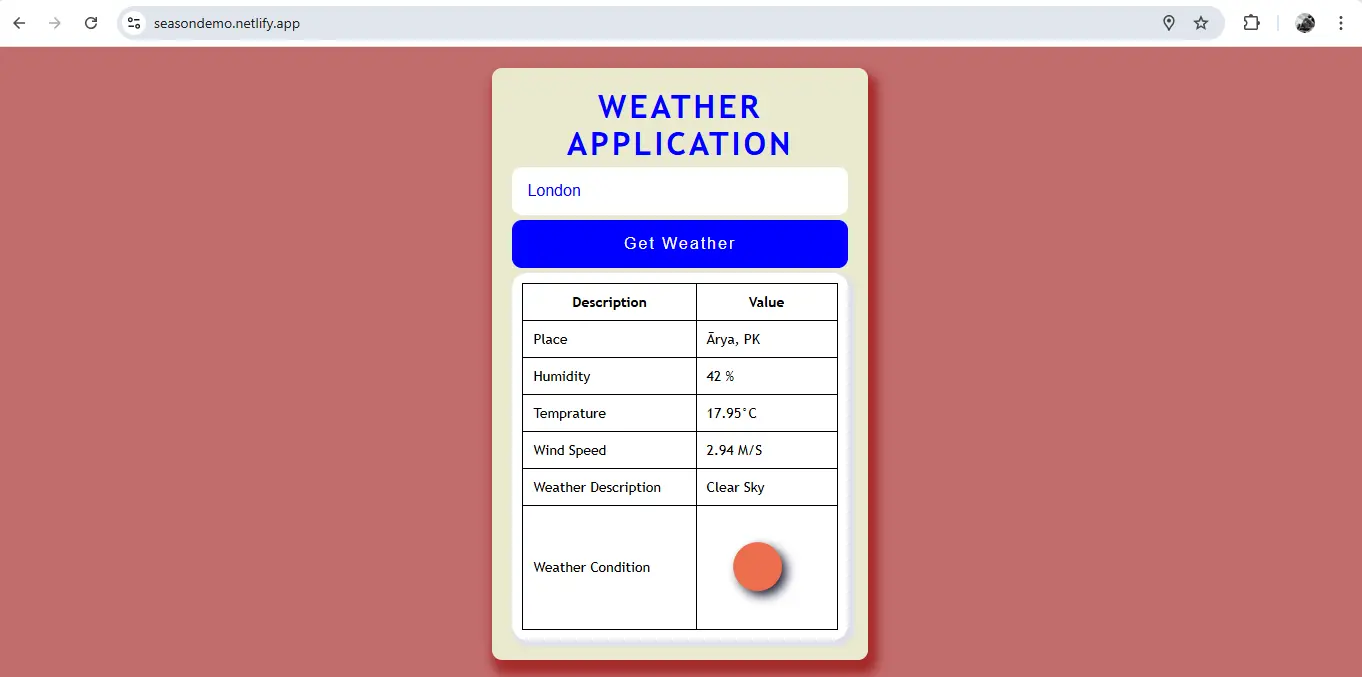 seasondemo.netlify.app
WEATHER
APPLICATION
London
Get Weather
Description Value
Place Ārya, PK
Humidity 42 %
Temprature 17.95°C
Wind Speed 2.94 M/S
Weather Description Clear Sky
Weather Condition